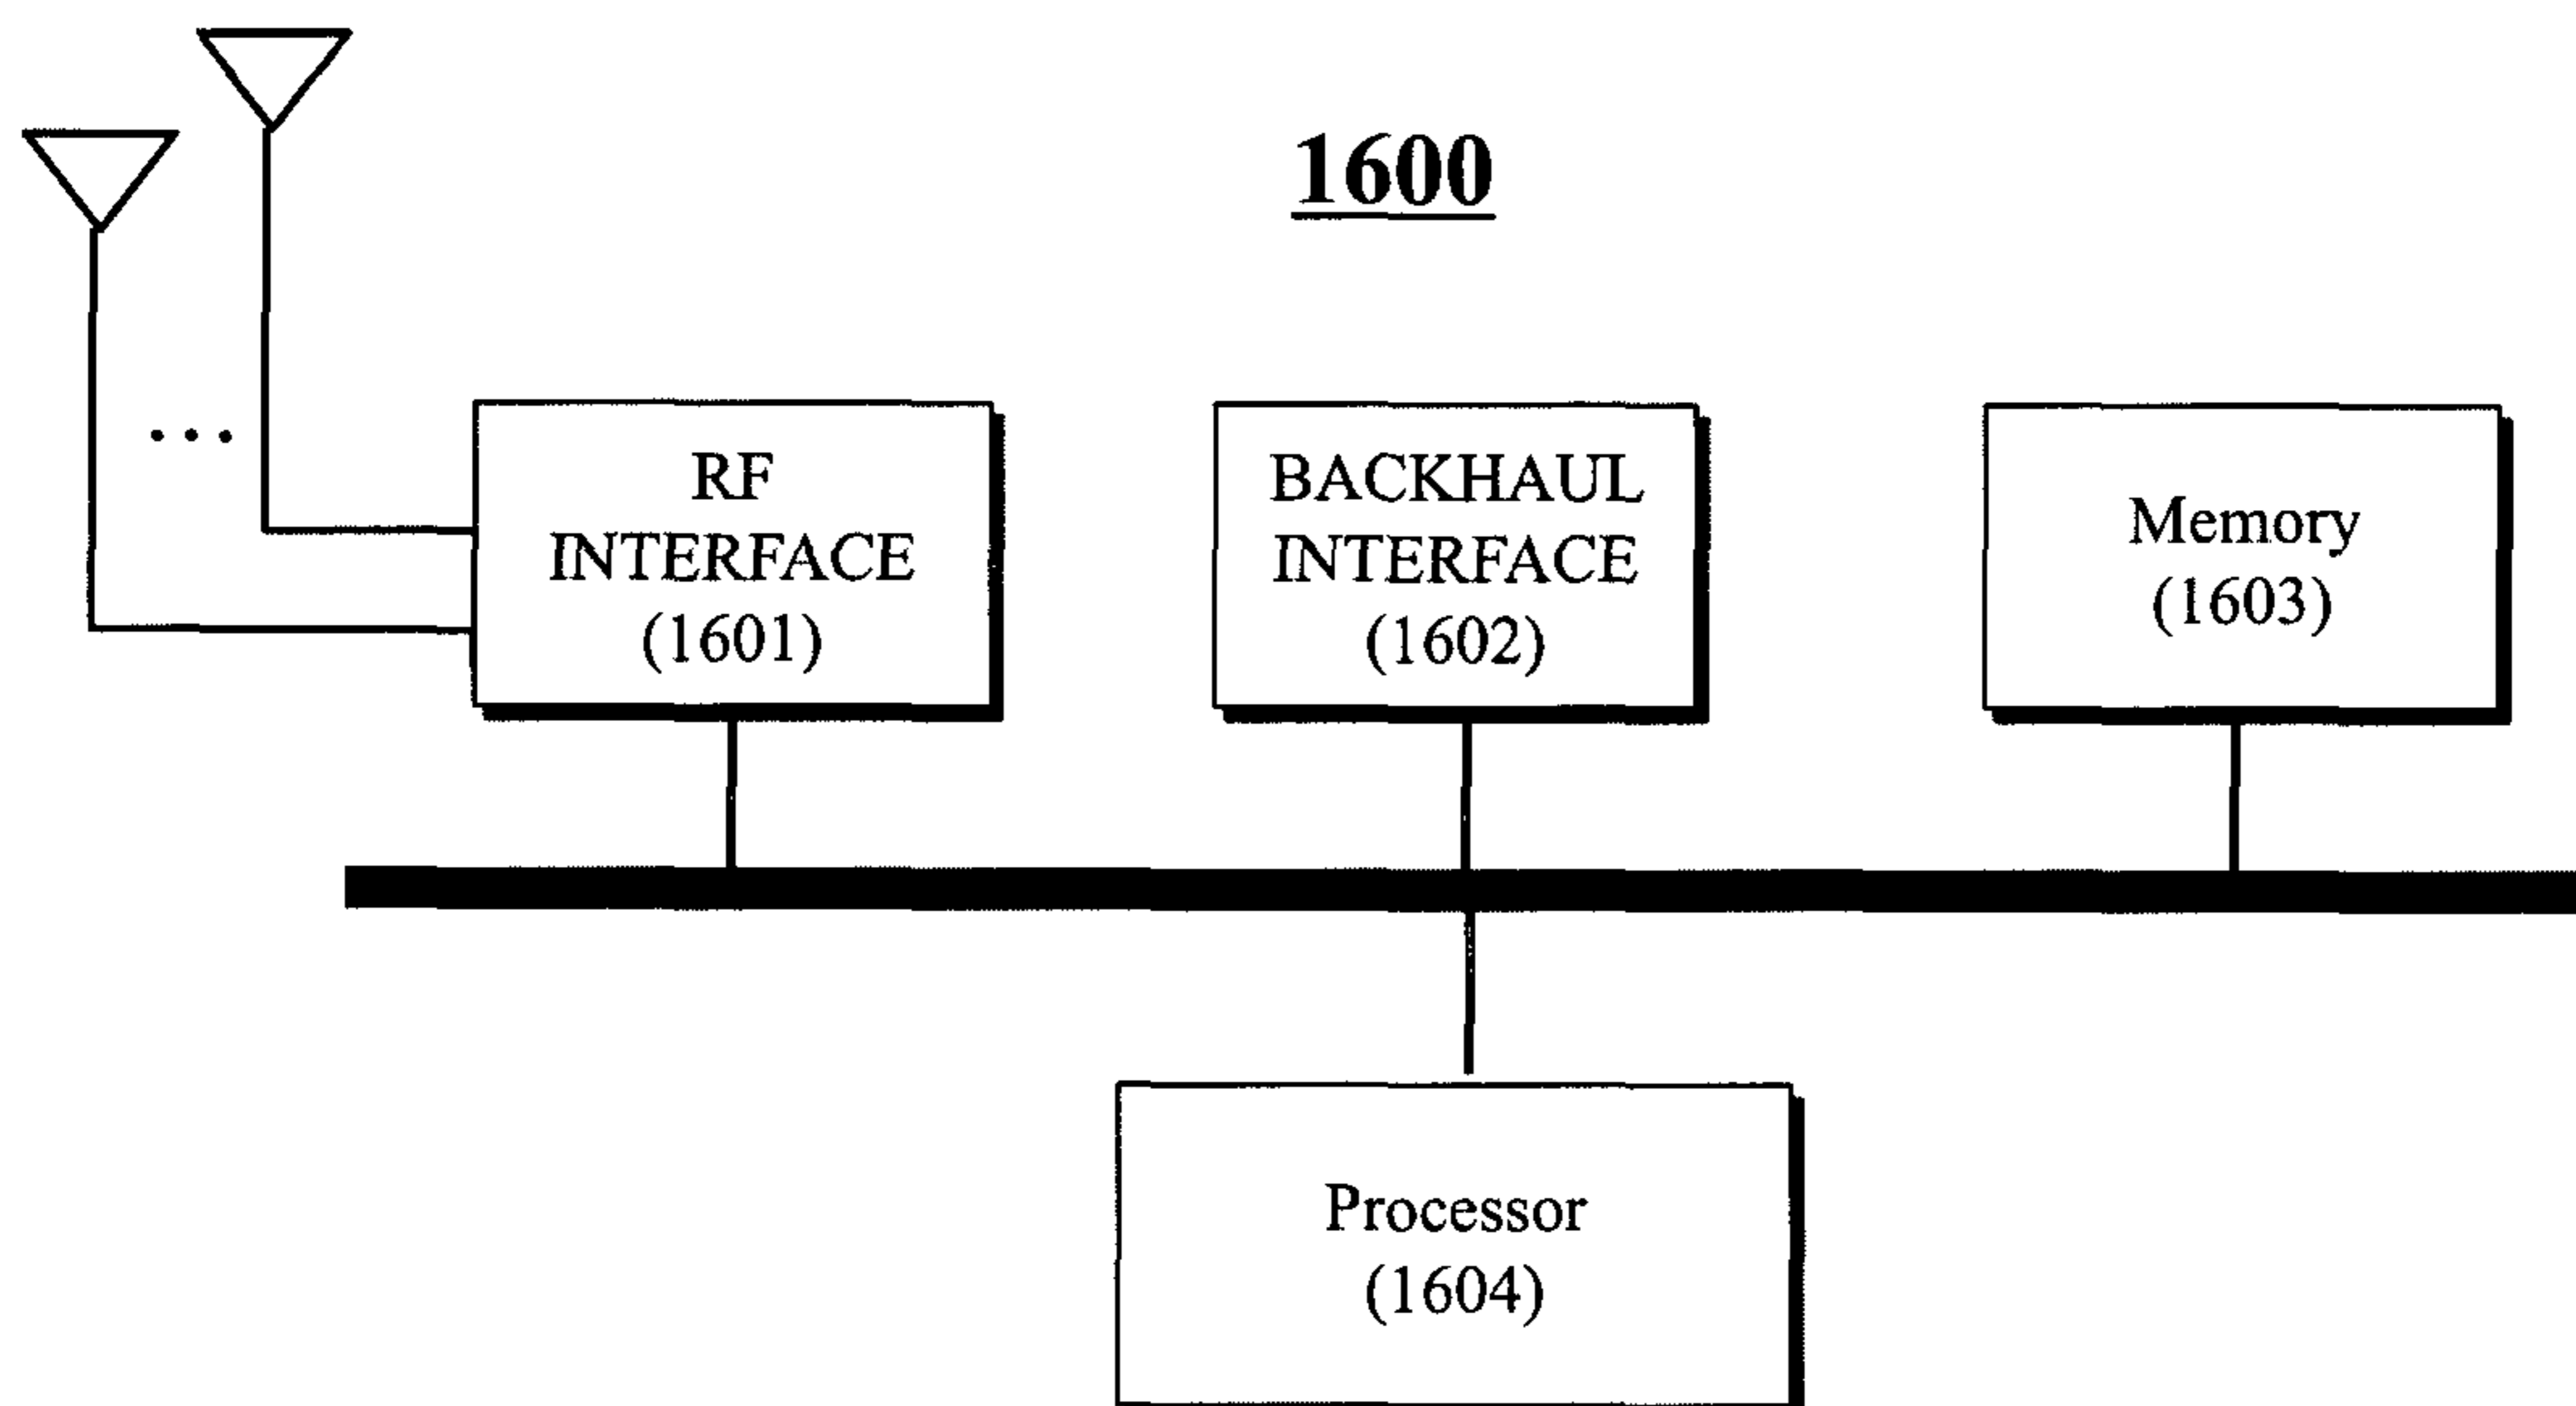 1600
RF
INTERFACE
(1601)
BACKHAUL
INTERFACE
(1602)
Memory
(1603)
Processor
(1604)